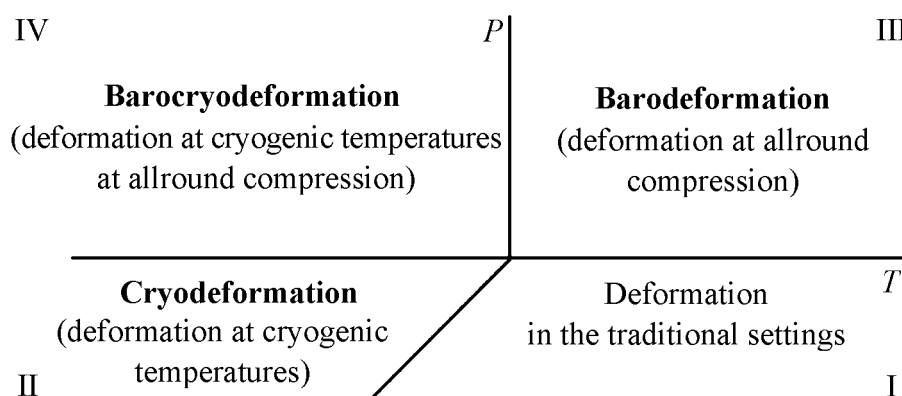 IV
P
III
Barocryodeformation
(deformation at cryogenic temperatures
at allround compression)
Barodeformation
(deformation at allround
compression)
T
Cryodeformation
(deformation at cryogenic
temperatures)
Deformation
in the traditional settings
II
I